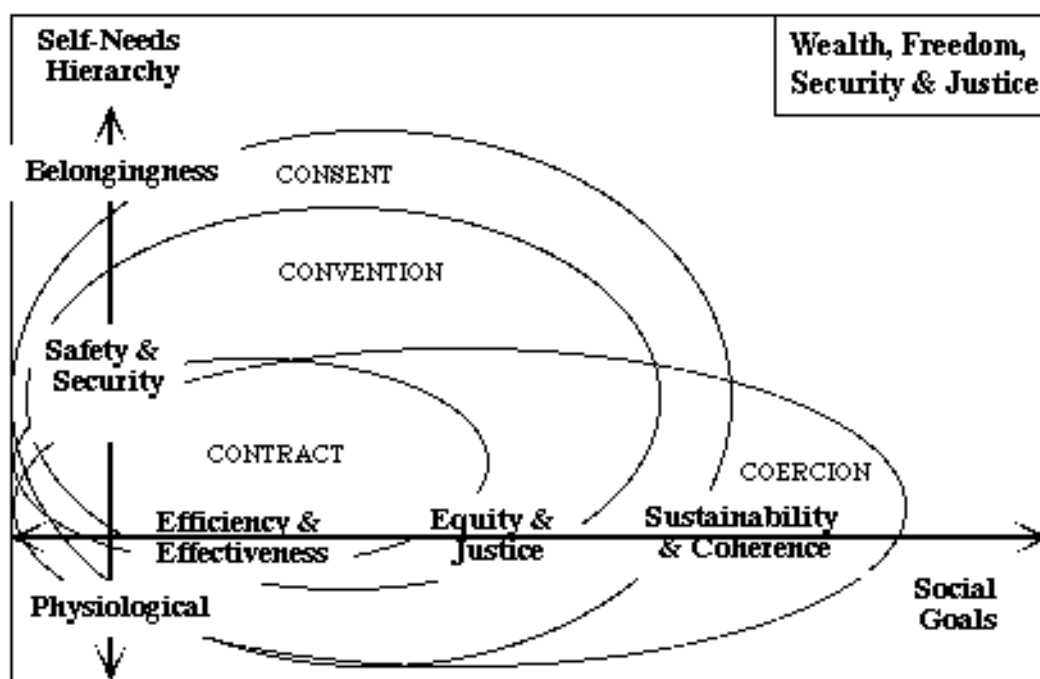 Self-Needs
Hierarchy
Wealth, Freedom,
Security & Justice
Belongingness
CONSENT
CONVENTION
Safety &
Security
CONTRACT
COERCION
Efficiency &
Effectiveness
Equity &
Justice
Sustainability
& Coherence
Physiological
Social
Goals